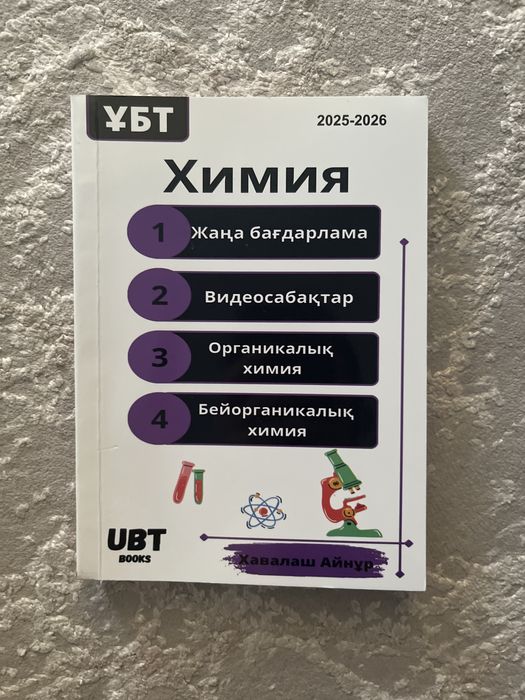 ҰБТ
2025-2026
Химия
1 Жаңа бағдарлама
2 Видеосабақтар
3 Органикалық
химия
4 Бейорганикалық
химия
UBT
BOOKS
Хавалаш Айнұр